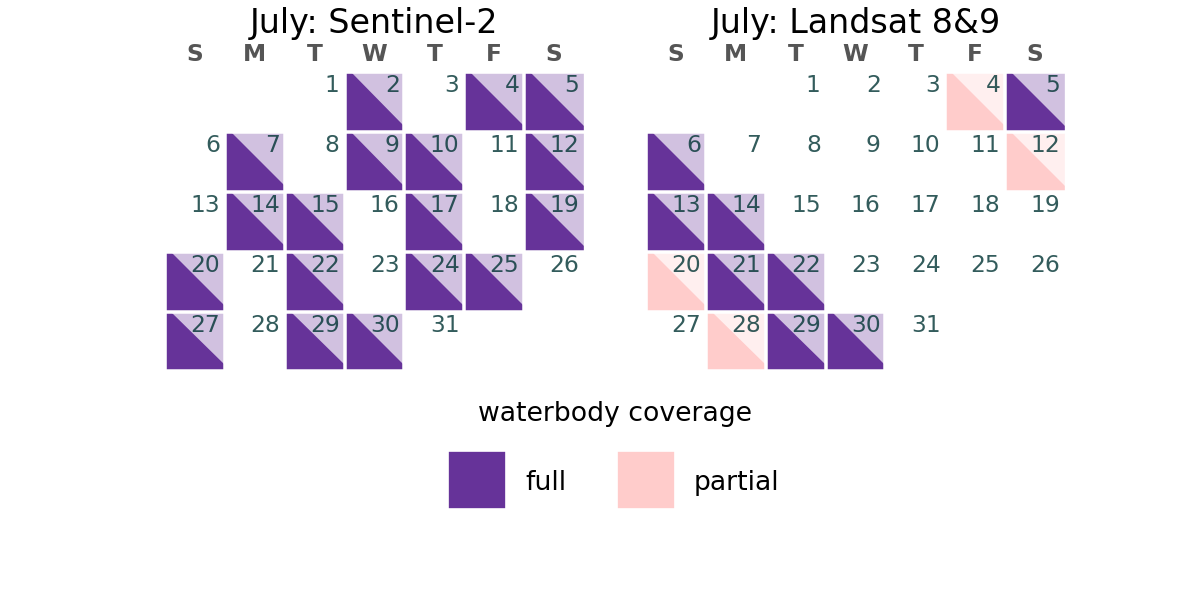 July: Sentinel-2
S M T W T F S
1 2 3 4 5
6 7 8 9 10 11 12
13 14 15 16 17 18 19
20 21 22 23 24 25 26
27 28 29 30 31
July: Landsat 8&9
S M T W T F S
1 2 3 4 5
6 7 8 9 10 11 12
13 14 15 16 17 18 19
20 21 22 23 24 25 26
27 28 29 30 31
waterbody coverage
full partial